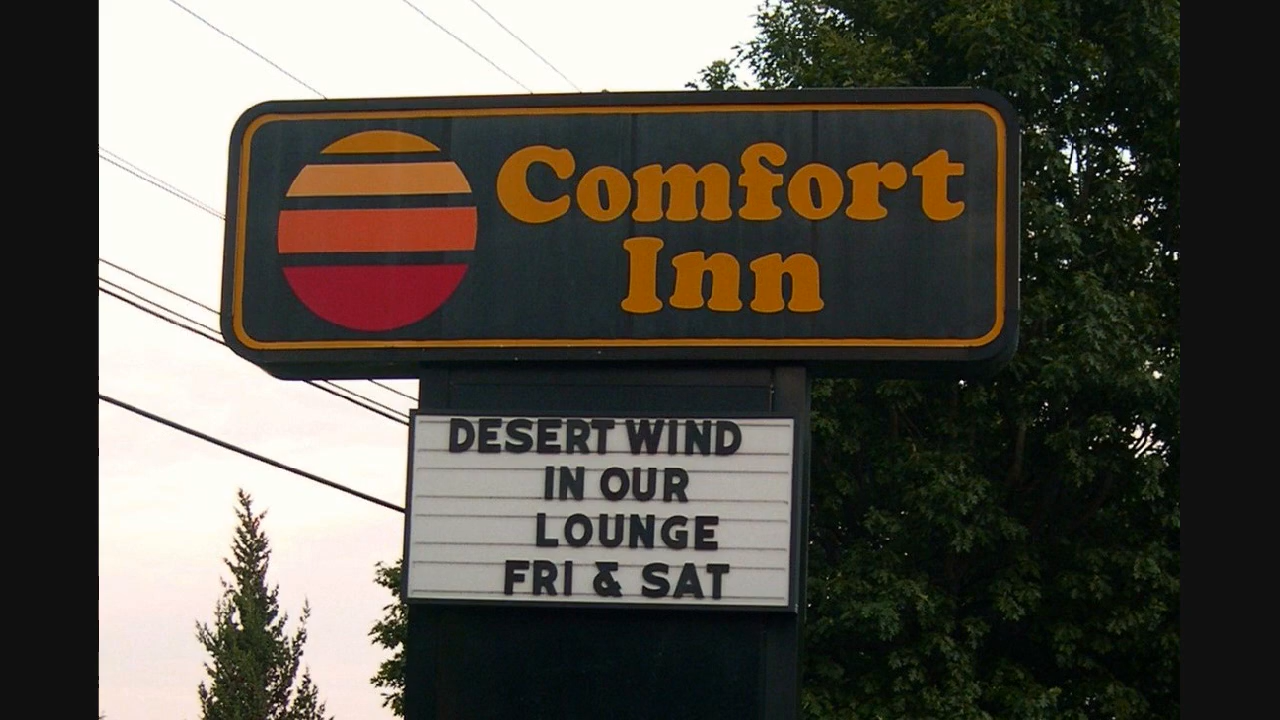 Comfort
Inn
DESERT WIND
IN OUR
LOUNGE
FRI & SAT